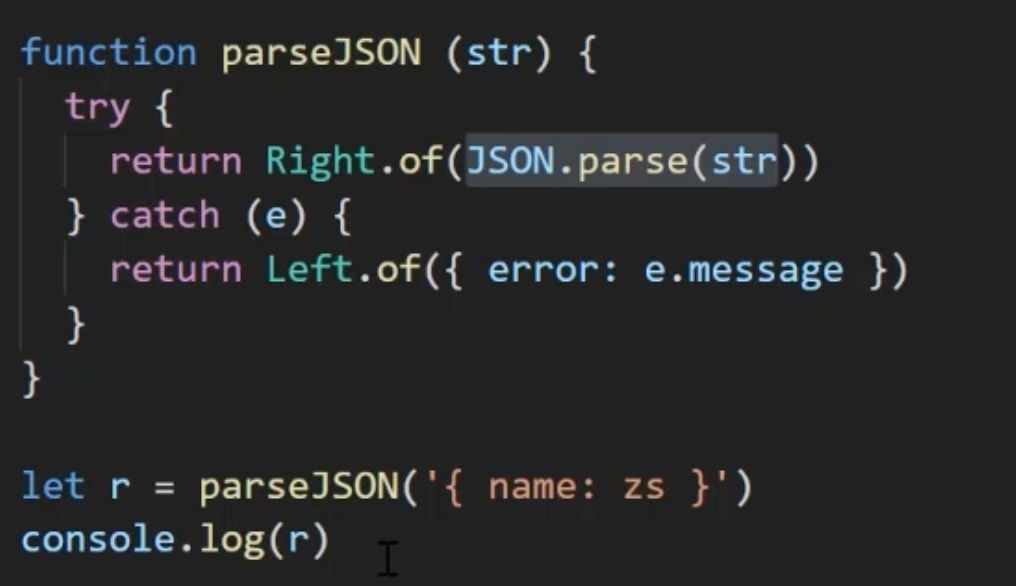 function parseJSON (str) {
  try {
    return Right.of(JSON.parse(str))
  } catch (e) {
    return Left.of({ error: e.message })
  }
}

let r = parseJSON('{ name: zs }')
console.log(r)